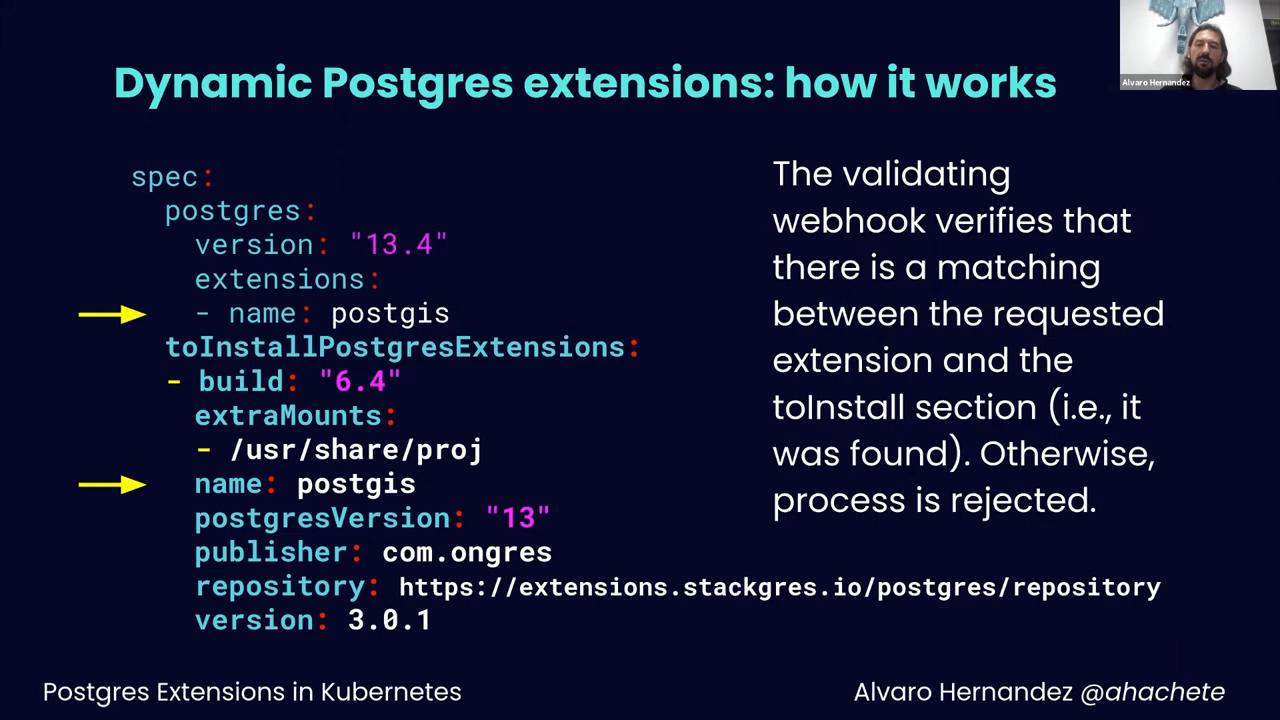 Alvaro Hernandez
Dynamic Postgres extensions: how it works
spec:
postgres:
version: "13.4"
extensions:
- name: postgis
toInstallPostgresExtensions:
- build: "6.4"
extraMounts:
- /usr/share/proj
name: postgis
postgresVersion: "13"
publisher: com.ongres
repository: https://extensions.stackgres.io/postgres/repository
version: 3.0.1
The validating
webhook verifies that
there is a matching
between the requested
extension and the
toInstall section (i.e., it
was found). Otherwise,
process is rejected.
Postgres Extensions in Kubernetes
Alvaro Hernandez @ahachete